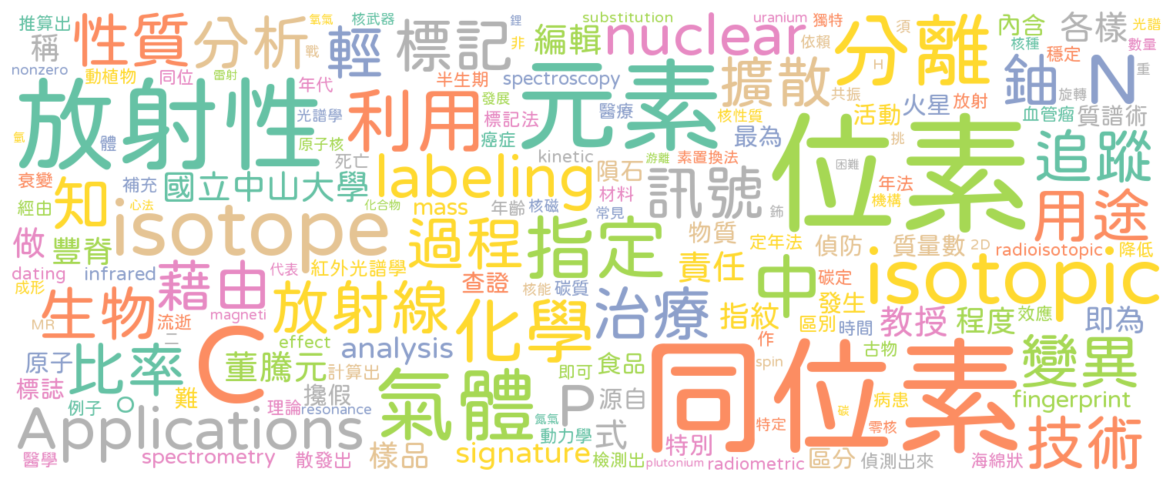 推算出
性質
分析
氫氣
核武器
鋰
substitution
uranium
獨特
須
內含
各樣
光譜
稱
戰
輕
標記
非
編輯
nuclear
依賴
分離
核種
穩定
數量
nonzero
動植物
同位
雷射
半生期
spectroscopy
擴散
H
鈾
N
重
放射性
年代
利用
發展
元素
醫療
共振
活動
火星
放射
旋轉
血管瘤
質譜術
氦
體
光譜學
標記法
核性質
最為
位素
追蹤
原子核
癌症
挑
衰變
知
補充
國立中山大學
死亡
labeling
kinetic
游離
素置換法
困難
隕石
訊號
年法
用途
經由
心法
isotope
mass
年齡
核磁
材料
常見
化合物
鈽
機構
做
豐脊
過程
指定
物質
定年法
偵防
質量數
2D
radioisotopic
降低
dating
infrared
藉由
代表
紅外光譜學
查證
核能
碳質
責任
中
碳定
isotopic
成形
生物
流逝
magneti
放射線
化學
治療
指紋
發生
區別
時間
教授
程度
效應
即為
MR
二
C
effect
analysis
同位素
作
古物
變異
原子
比率
董騰元
計算出
氣體
即可
食品
spin
標誌
例子
O
難
攙假
理論
resonance
氮氣
P
源自
特定
碳
病患
零核
fingerprint
Applications
動力學
式
特別
技術
醫學
spectrometry
散發出
樣品
signature
檢測出
plutonium
radiometric
區分
偵測出來
海綿狀